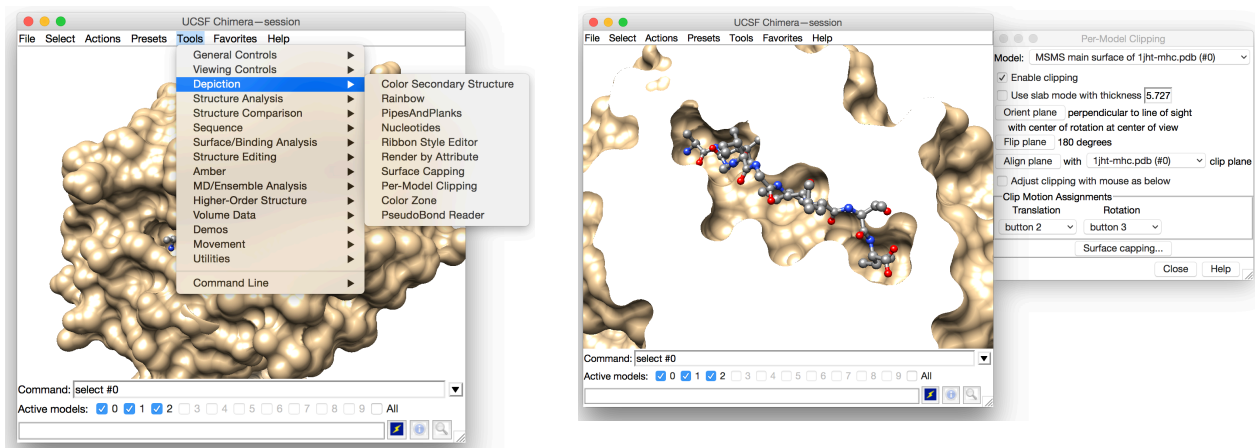 UCSF Chimera—session
File Select Actions Presets Tools Favorites Help
General Controls
Viewing Controls
Depiction
Structure Analysis
Structure Comparison
Sequence
Surface/Binding Analysis
Structure Editing
Amber
MD/Ensemble Analysis
Higher-Order Structure
Volume Data
Demos
Movement
Utilities
Command Line
Color Secondary Structure
Rainbow
PipesAndPlanks
Nucleotides
Ribbon Style Editor
Render by Attribute
Surface Capping
Per-Model Clipping
Color Zone
PseudoBond Reader
Command: select #0
Active models: 0 1 2 3 4 5 6 7 8 9 All
UCSF Chimera—session
File Select Actions Presets Tools Favorites Help
Command: select #0
Active models: 0 1 2 3 4 5 6 7 8 9 All
Per-Model Clipping
Model: MSMS main surface of 1jht-mhc.pdb (#0)
Enable clipping
Use slab mode with thickness 5.727
Orient plane perpendicular to line of sight
with center of rotation at center of view
Flip plane 180 degrees
Align plane with 1jht-mhc.pdb (#0) clip plane
Adjust clipping with mouse as below
Clip Motion Assignments
Translation Rotation
button 2 button 3
Surface capping...
Close Help